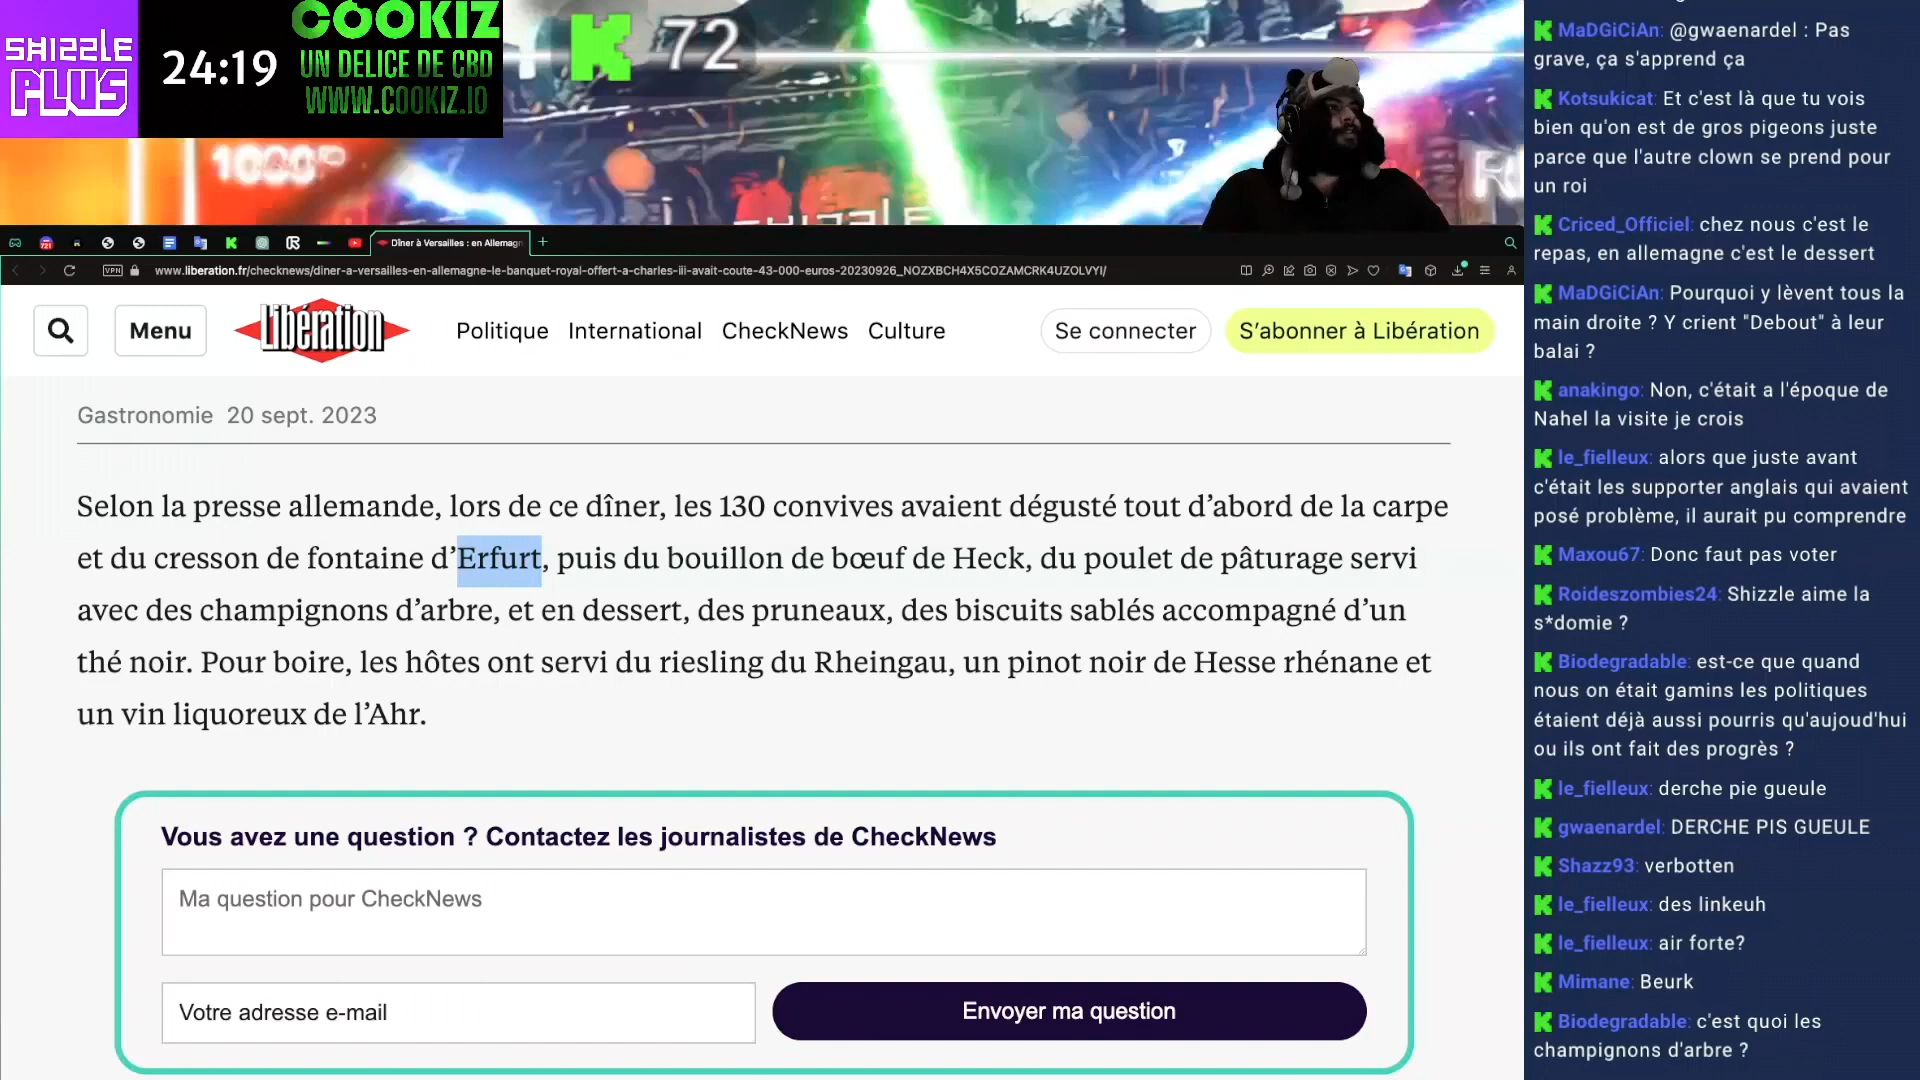 SHIZZLE
PLUS
24:19
COOKIZ
UN DELICE DE CBD
WWW.COOKIZ.IO
72
Dîner à Versailles : en Allemagn
VPN
www.liberation.fr/checknews/diner-a-versailles-en-allemagne-le-banquet-royal-offert-a-charles-iii-avait-coute-43-000-euros-20230926_NOZXBCH4X5COZAMCRK4UZOLVYI/
Menu
Libération
Politique
International
CheckNews
Culture
Se connecter
S’abonner à Libération
Gastronomie 20 sept. 2023
Selon la presse allemande, lors de ce dîner, les 130 convives avaient dégusté tout d’abord de la carpe
et du cresson de fontaine d’Erfurt, puis du bouillon de bœuf de Heck, du poulet de pâturage servi
avec des champignons d’arbre, et en dessert, des pruneaux, des biscuits sablés accompagné d’un
thé noir. Pour boire, les hôtes ont servi du riesling du Rheingau, un pinot noir de Hesse rhénane et
un vin liquoreux de l’Ahr.
Vous avez une question ? Contactez les journalistes de CheckNews
Ma question pour CheckNews
Votre adresse e-mail
Envoyer ma question
MaDGiCiAn: @gwaenardel : Pas
grave, ça s'apprend ça
Kotsukicat: Et c'est là que tu vois
bien qu'on est de gros pigeons juste
parce que l'autre clown se prend pour
un roi
Criced_Officiel: chez nous c'est le
repas, en allemagne c'est le dessert
MaDGiCiAn: Pourquoi y lèvent tous la
main droite ? Y crient "Debout" à leur
balai ?
anakingo: Non, c'était a l'époque de
Nahel la visite je crois
le_fielleux: alors que juste avant
c'était les supporter anglais qui avaient
posé problème, il aurait pu comprendre
Maxou67: Donc faut pas voter
Roideszombies24: Shizzle aime la
s*domie ?
Biodegradable: est-ce que quand
nous on était gamins les politiques
étaient déjà aussi pourris qu'aujoud'hui
ou ils ont fait des progrès ?
le_fielleux: derche pie gueule
gwaenardel: DERCHE PIS GUEULE
Shazz93: verbotten
le_fielleux: des linkeuh
le_fielleux: air forte?
Mimane: Beurk
Biodegradable: c'est quoi les
champignons d'arbre ?